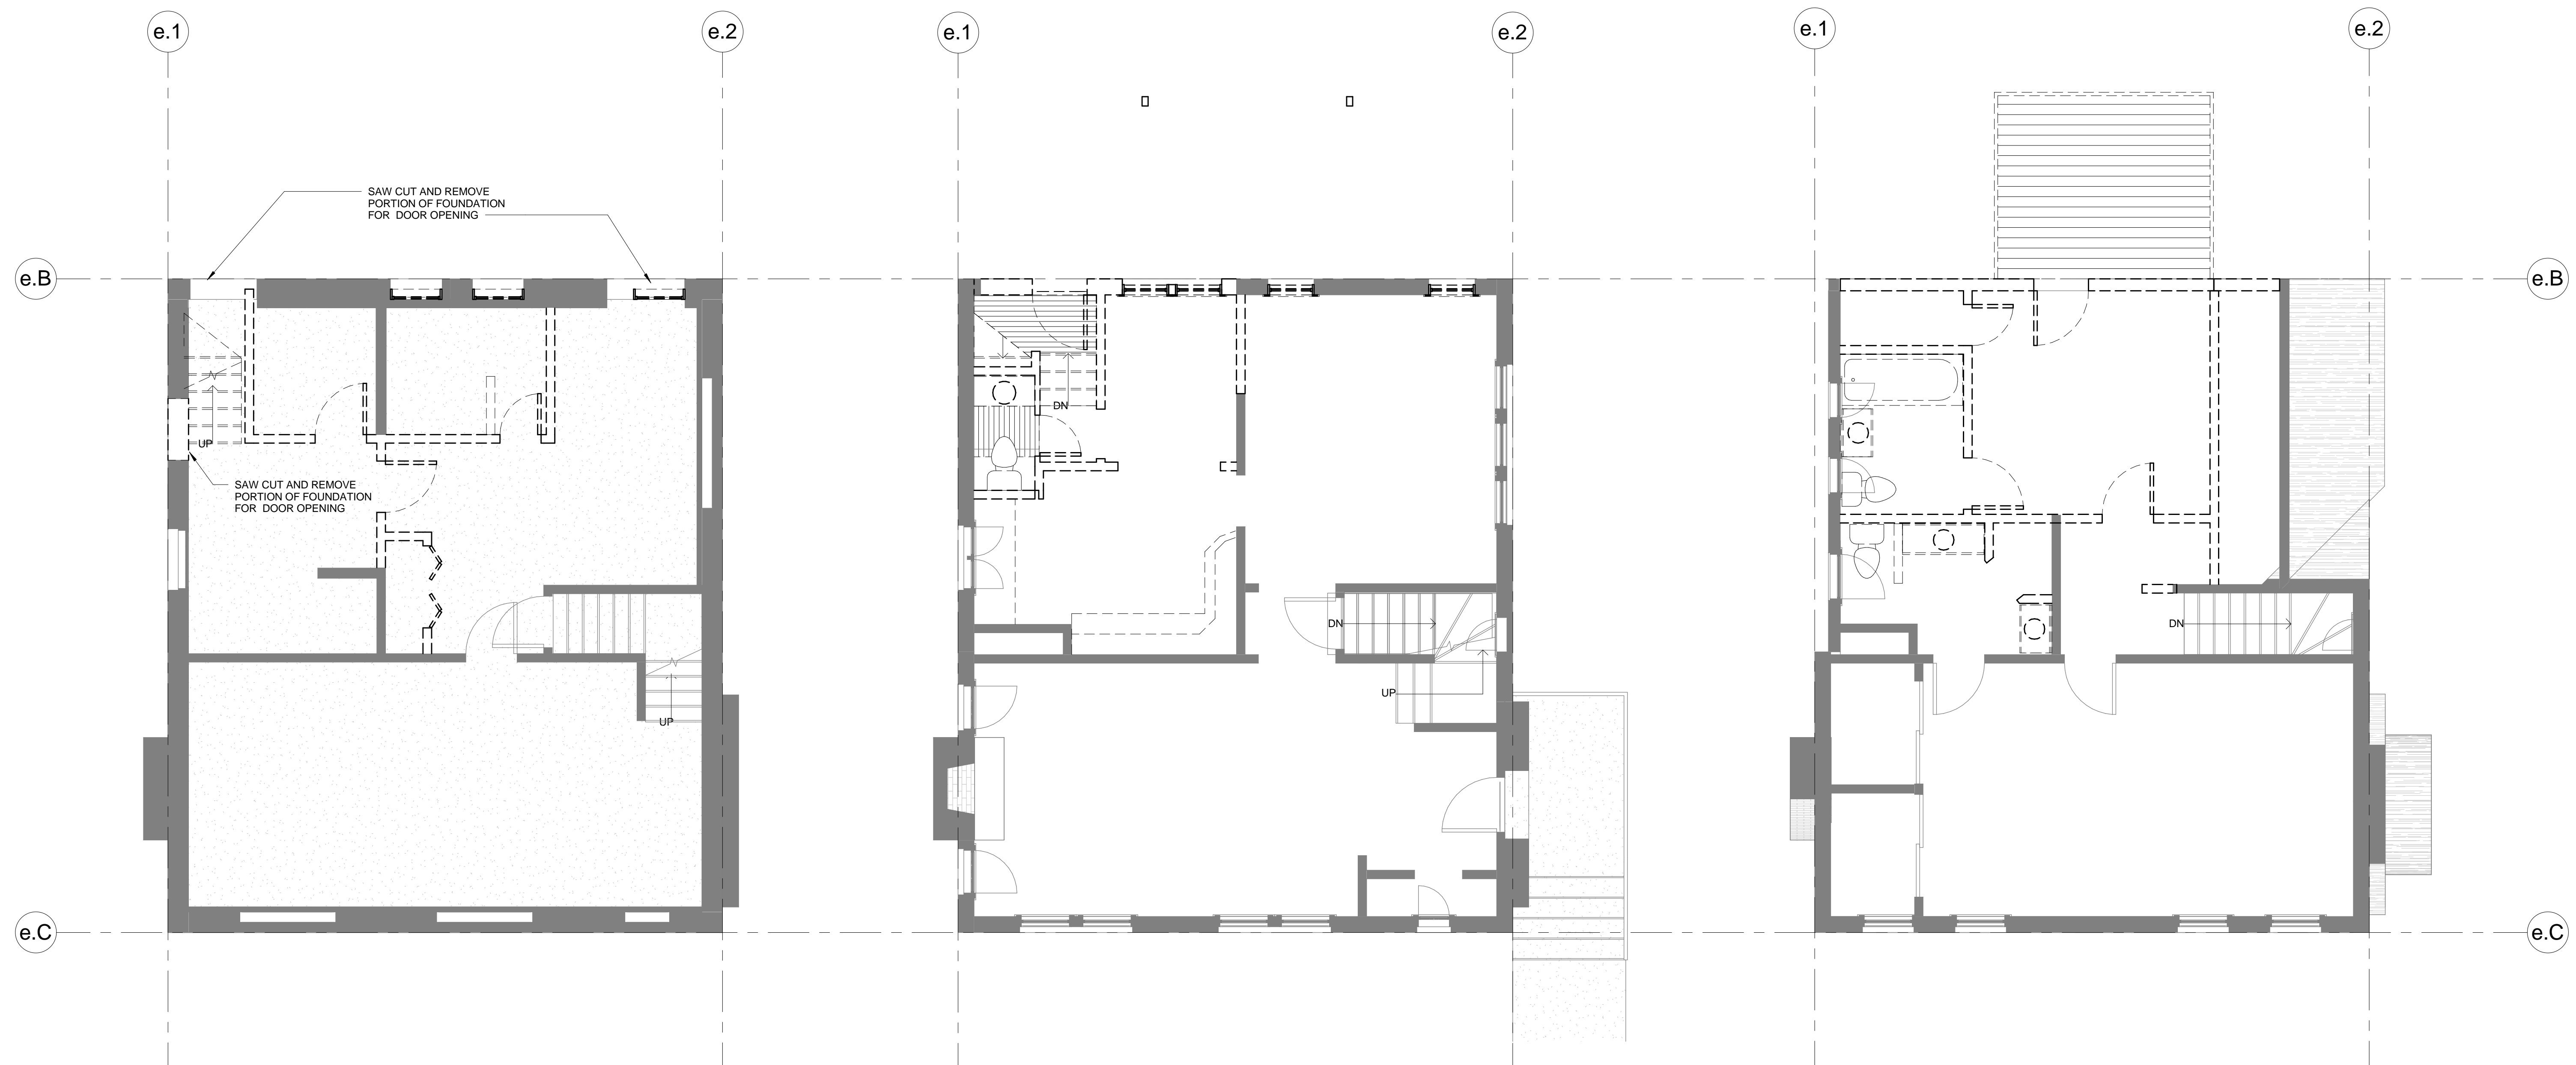 e.1
e.2
e.1
e.2
e.1
e.2
SAW CUT AND REMOVE
PORTION OF FOUNDATION
FOR DOOR OPENING
e.B
e.B
UP
SAW CUT AND REMOVE
PORTION OF FOUNDATION
FOR DOOR OPENING
UP
DN
DN
UP
DN
e.C
e.C